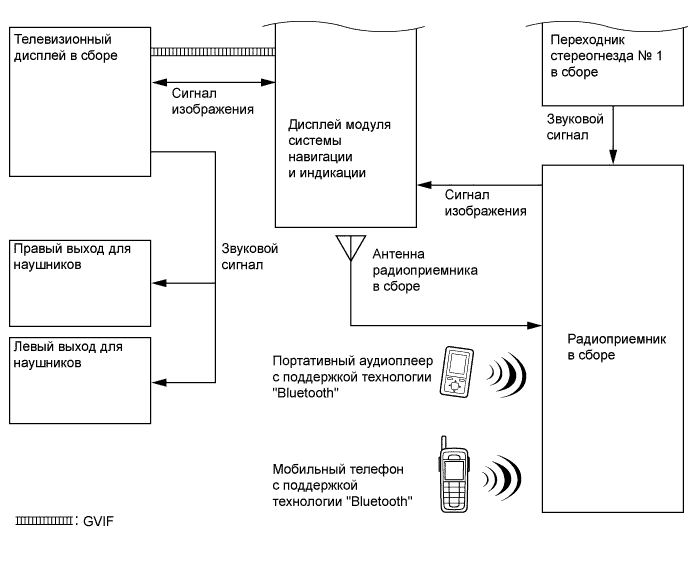 Телевизионный
дисплей в сборе
Сигнал
изображения
Дисплей модуля
системы
навигации
и индикации
Переходник
стереогнезда № 1
в сборе
Звуковой
сигнал
Сигнал
изображения
Правый выход для
наушников
Звуковой
сигнал
Антенна
радиоприемника
в сборе
Левый выход для
наушников
Радиоприемник
в сборе
Портативный аудиоплеер
с поддержкой технологии
"Bluetooth"
Мобильный телефон
с поддержкой
технологии "Bluetooth"
: GVIF